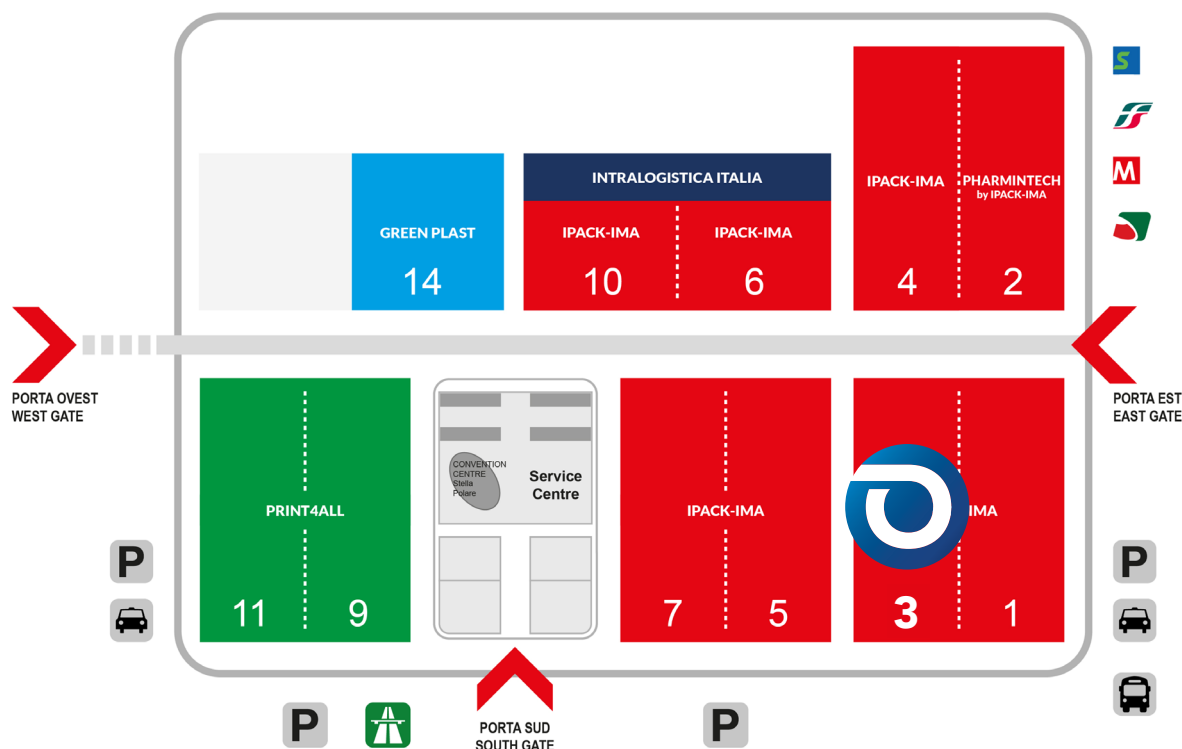 INTRALOGISTICA ITALIA
IPACK-IMA
PHARMINTECH
by IPACK-IMA
GREEN PLAST
IPACK-IMA
IPACK-IMA
14
10
6
4
2
S
FS
M
PORTA OVEST
WEST GATE
PORTA EST
EAST GATE
CONVENTION
CENTRE
Stella
Polare
Service
Centre
PRINT4ALL
IPACK-IMA
IMA
11
9
7
5
3
1
P
P
P
P
PORTA SUD
SOUTH GATE